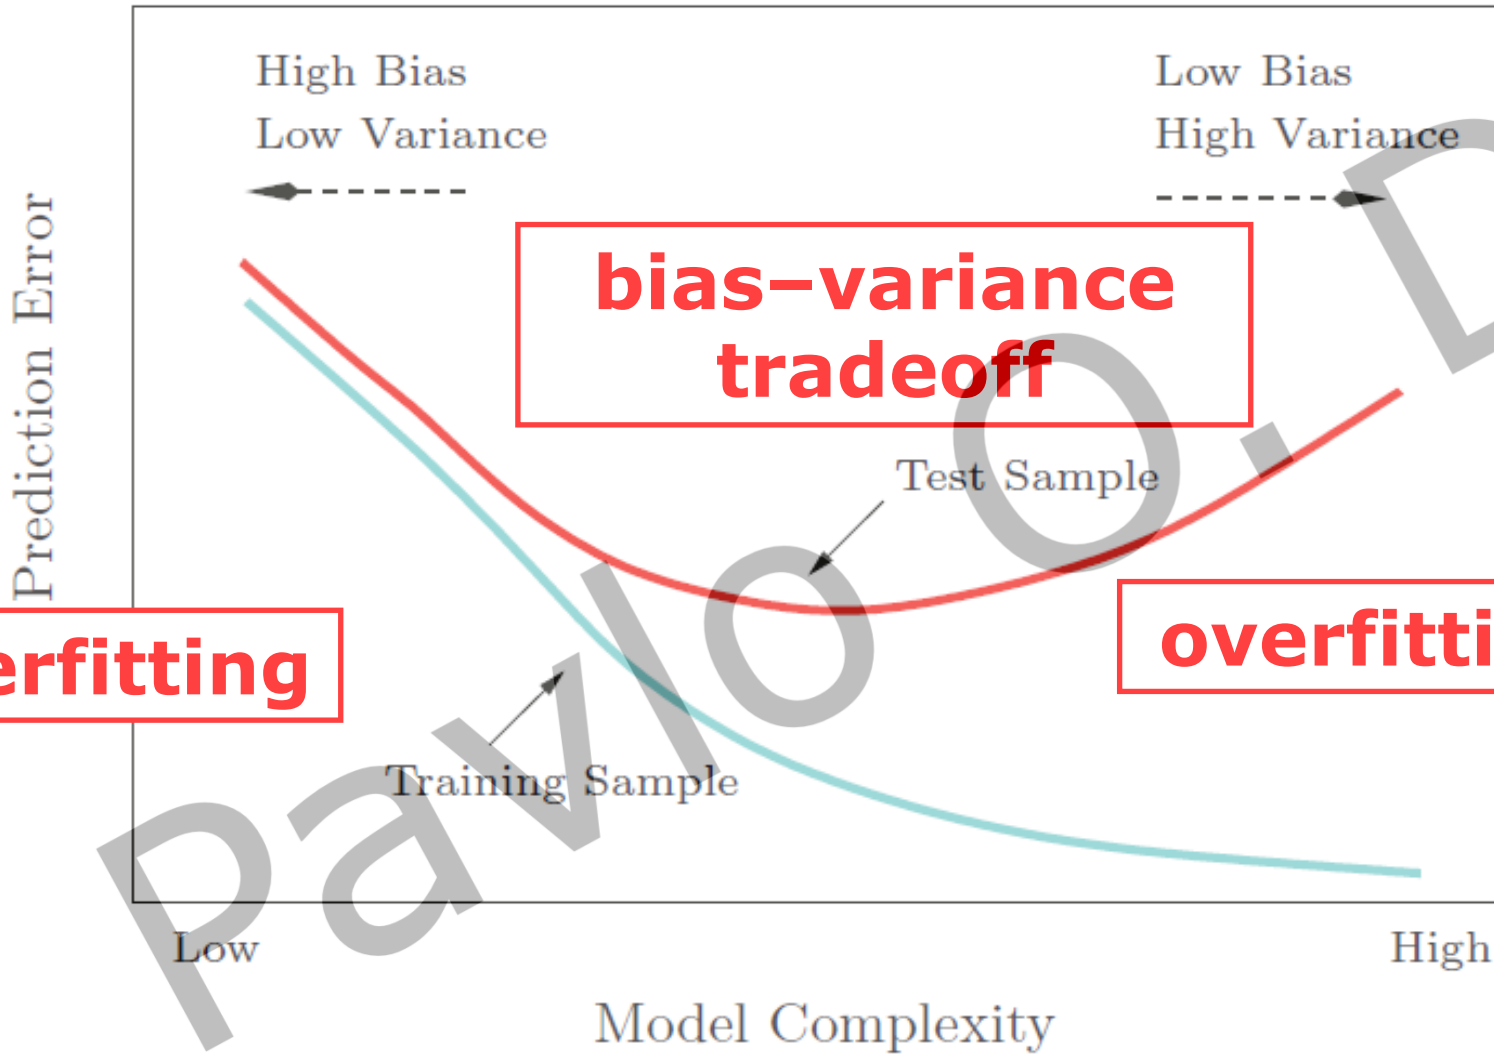 High Bias
Low Variance
Low Bias
High Variance
Prediction Error
bias–variance
tradeoff
Test Sample
erfitting
overfitti
Training Sample
Low
High
Model Complexity
Pavlo O. D